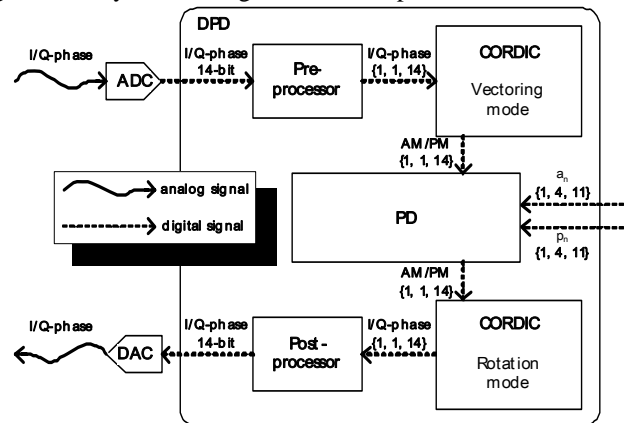 DPD
I/Q-phase
ADC
I/Q-phase
14-bit
Pre-
processor
I/Q-phase
{1, 1, 14}
CORDIC
Vectoring
mode
AM/PM
{1, 1, 14}
analog signal
digital signal
PD
aₙ
{1, 4, 11}
pₙ
{1, 4, 11}
AM/PM
{1, 1, 14}
I/Q-phase
DAC
I/Q-phase
14-bit
Post-
processor
I/Q-phase
{1, 1, 14}
CORDIC
Rotation
mode